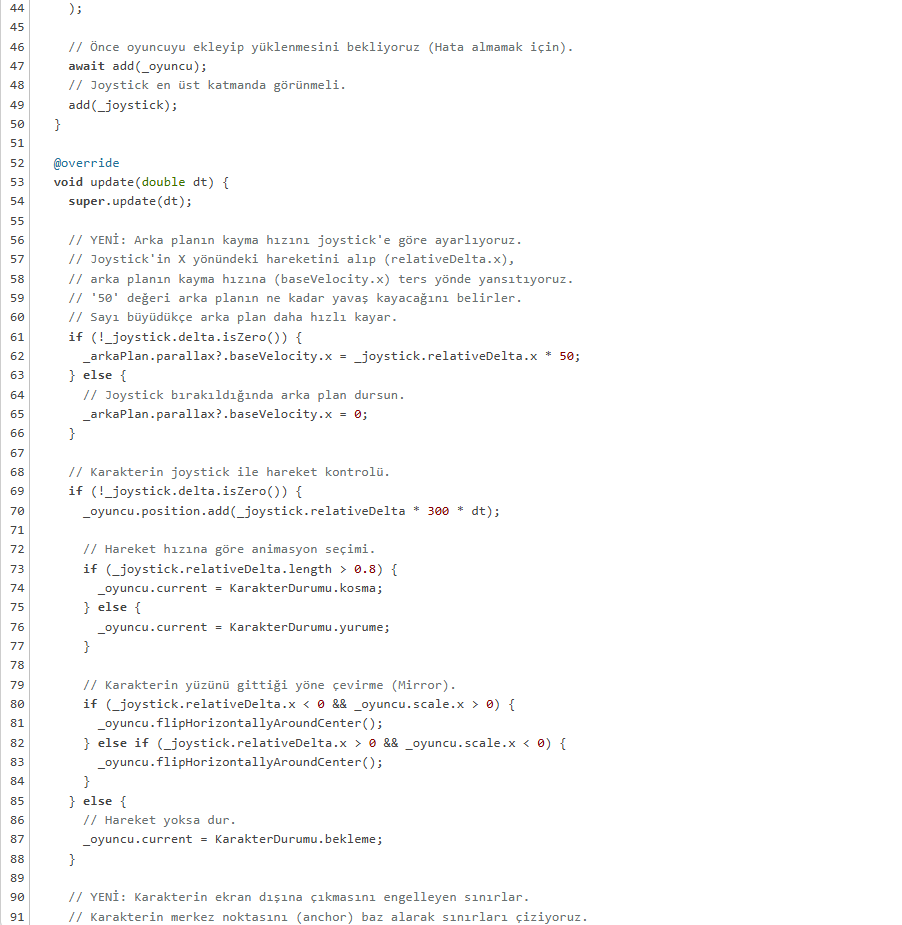 44 );
45
46 // Önce oyuncuyu ekleyip yüklenmesini bekliyoruz (Hata almamak için).
47 await add(_oyuncu);
48 // Joystick en üst katmanda görünmeli.
49 add(_joystick);
50 }
51
52 @override
53 void update(double dt) {
54 super.update(dt);
55
56 // YENİ: Arka planın kayma hızını joystick'e göre ayarlıyoruz.
57 // Joystick'in X yönündeki hareketini alıp (relativeDelta.x),
58 // arka planın kayma hızına (baseVelocity.x) ters yönde yansıtıyoruz.
59 // '50' değeri arka planın ne kadar yavaş kayacağını belirler.
60 // Sayı büyüdükçe arka plan daha hızlı kayar.
61 if (!_joystick.delta.isZero()) {
62 _arkaPlan.parallax?.baseVelocity.x = _joystick.relativeDelta.x * 50;
63 } else {
64 // Joystick bırakıldığında arka plan dursun.
65 _arkaPlan.parallax?.baseVelocity.x = 0;
66 }
67
68 // Karakterin joystick ile hareket kontrolü.
69 if (!_joystick.delta.isZero()) {
70 _oyuncu.position.add(_joystick.relativeDelta * 300 * dt);
71
72 // Hareket hızına göre animasyon seçimi.
73 if (_joystick.relativeDelta.length > 0.8) {
74 _oyuncu.current = KarakterDurumu.kosma;
75 } else {
76 _oyuncu.current = KarakterDurumu.yurume;
77 }
78
79 // Karakterin yüzünü gittiği yöne çevirme (Mirror).
80 if (_joystick.relativeDelta.x < 0 && _oyuncu.scale.x > 0) {
81 _oyuncu.flipHorizontallyAroundCenter();
82 } else if (_joystick.relativeDelta.x > 0 && _oyuncu.scale.x < 0) {
83 _oyuncu.flipHorizontallyAroundCenter();
84 }
85 } else {
86 // Hareket yoksa dur.
87 _oyuncu.current = KarakterDurumu.bekleme;
88 }
89
90 // YENİ: Karakterin ekran dışına çıkmasını engelleyen sınırlar.
91 // Karakterin merkez noktasını (anchor) baz alarak sınırları çiziyoruz.